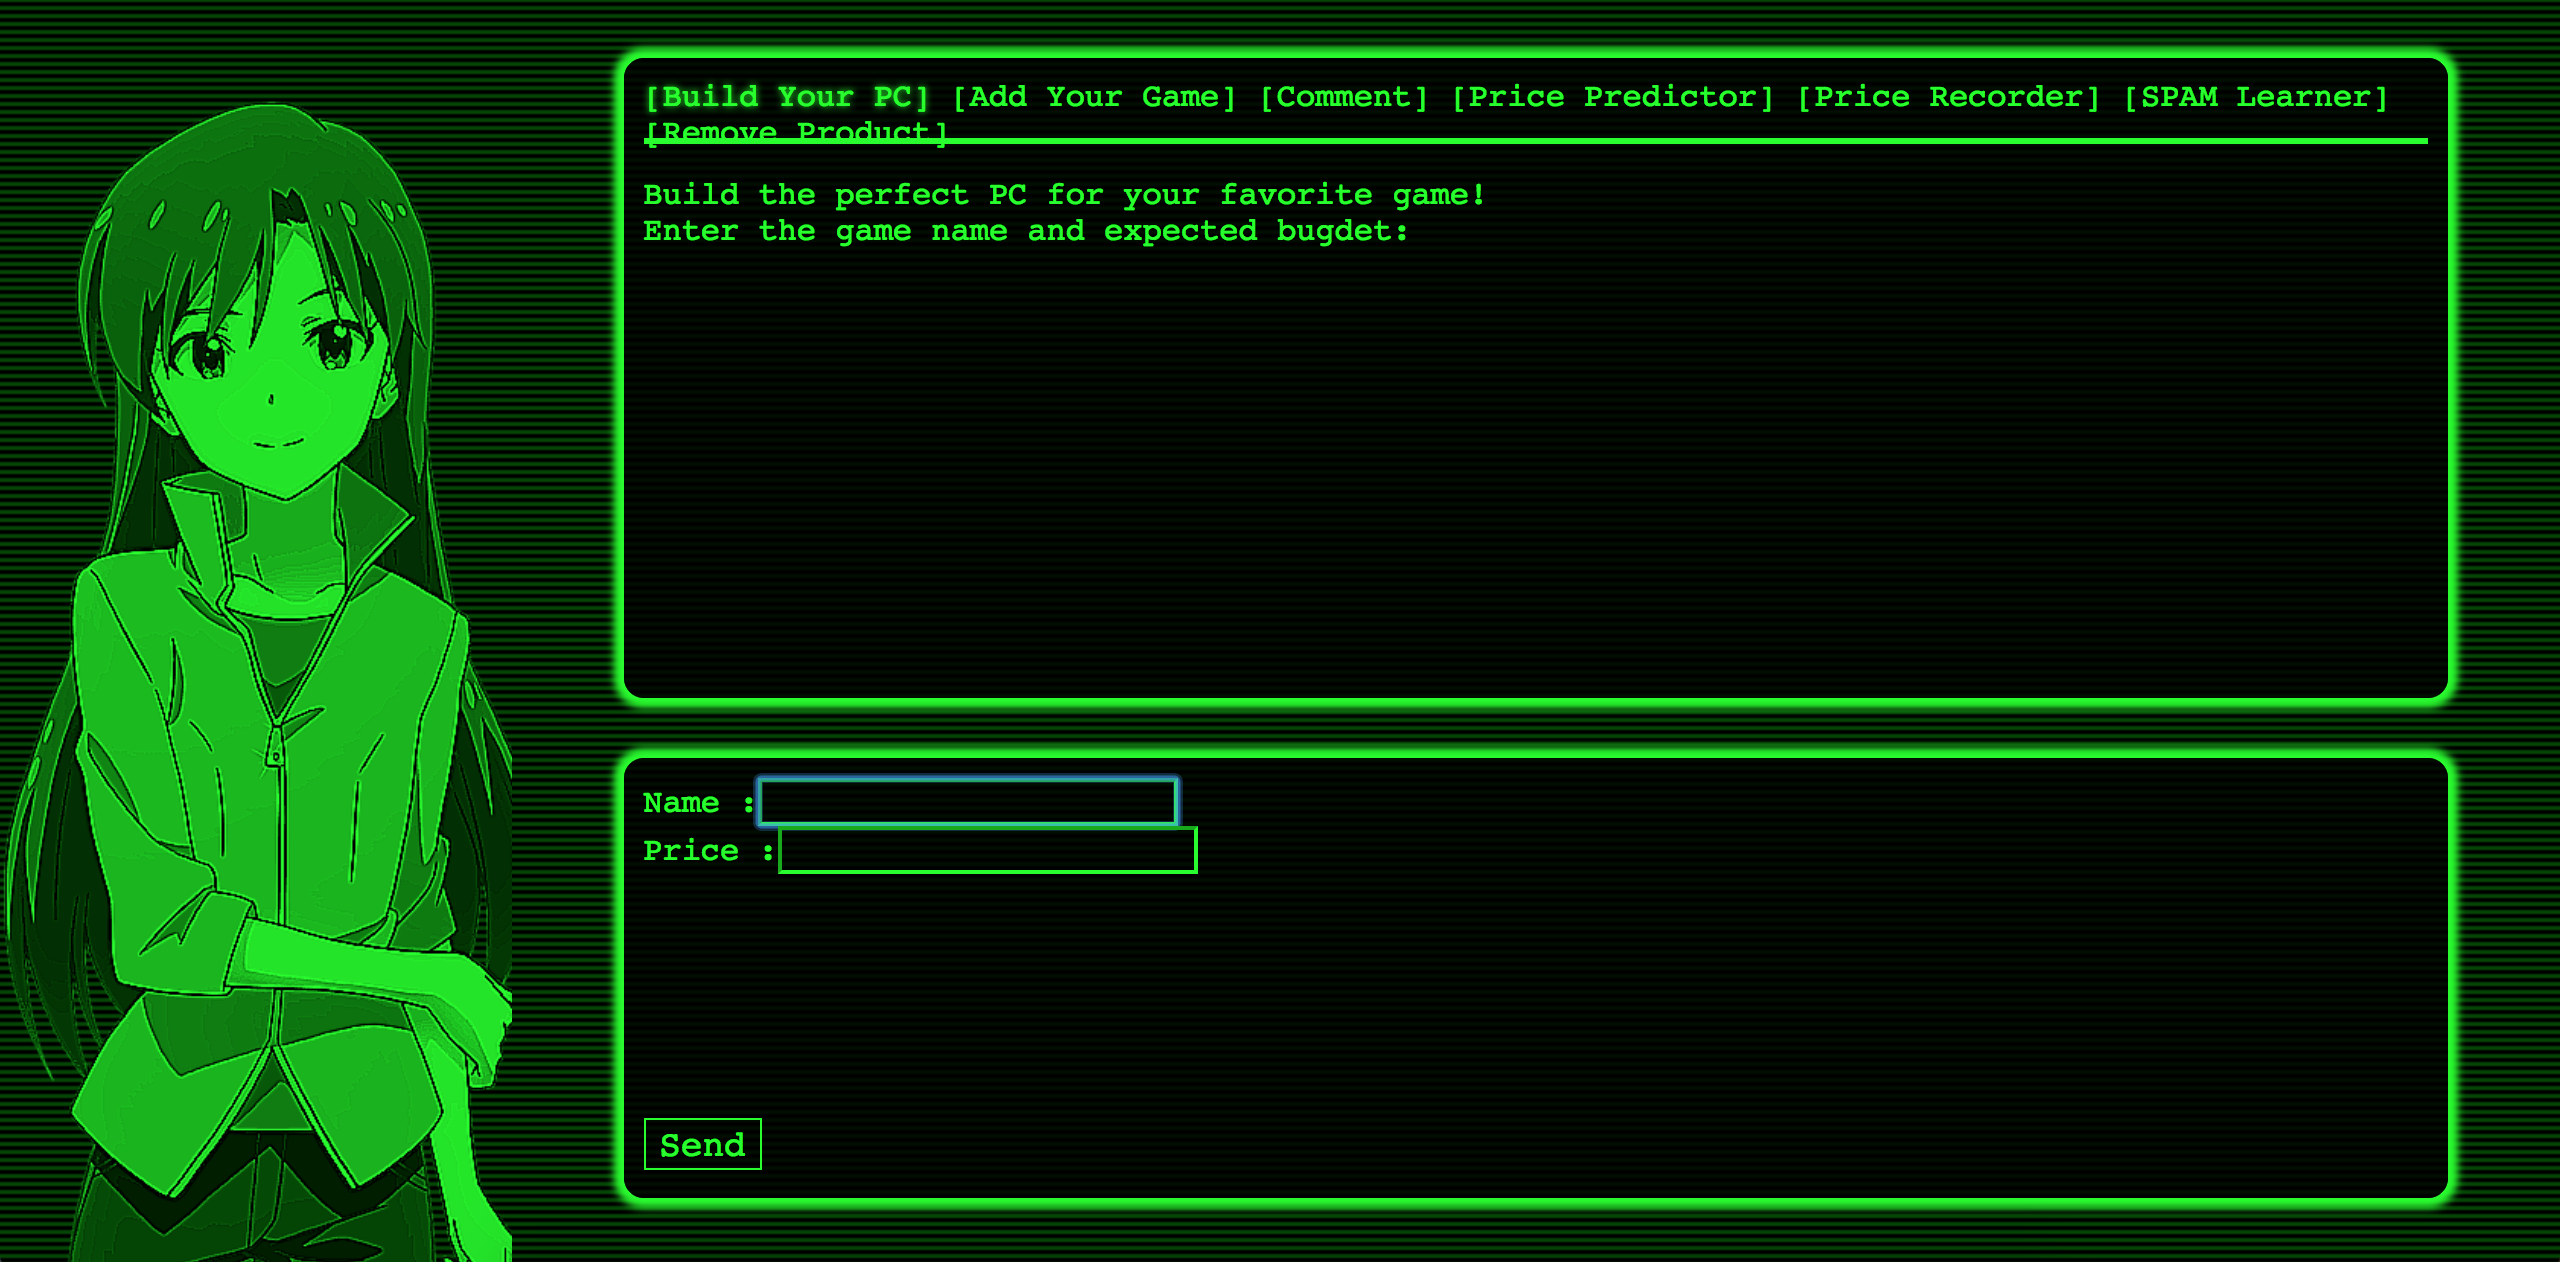 [Build Your PC] [Add Your Game] [Comment] [Price Predictor] [Price Recorder] [SPAM Learner]
[Remove Product]
Build the perfect PC for your favorite game!
Enter the game name and expected bugdet:
Name :
Price :
Send